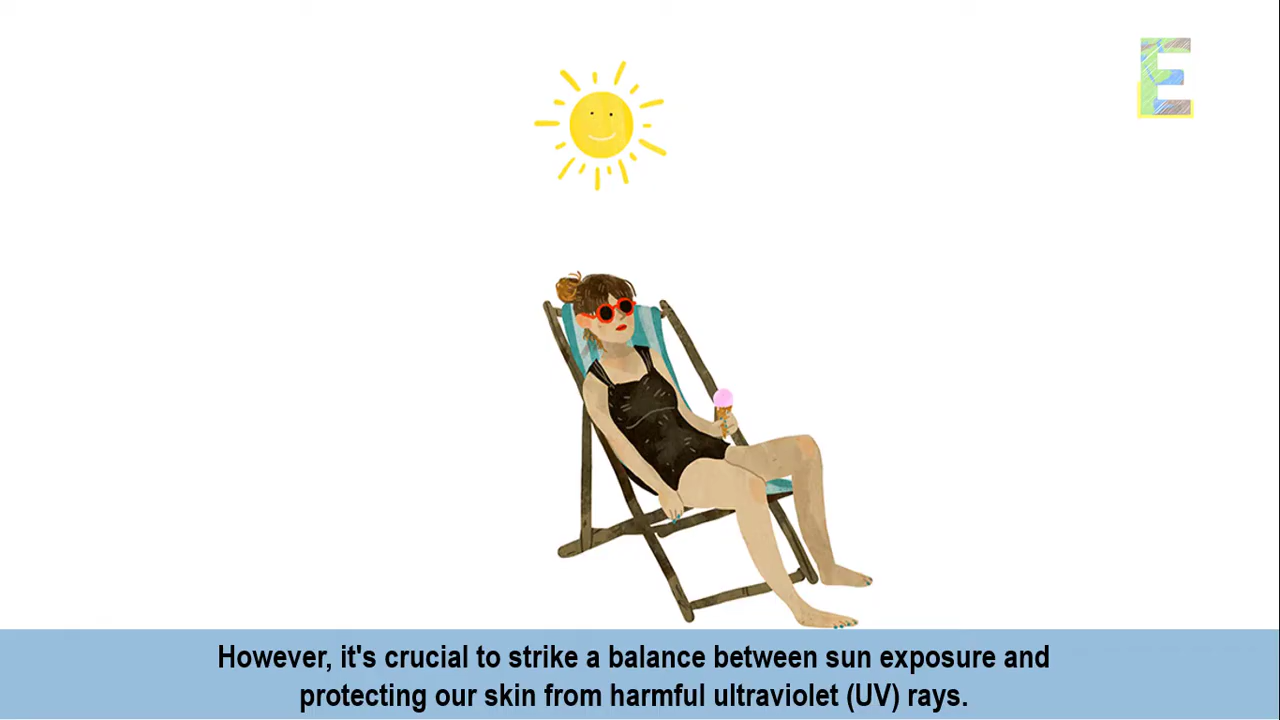 E
However, it's crucial to strike a balance between sun exposure and
protecting our skin from harmful ultraviolet (UV) rays.